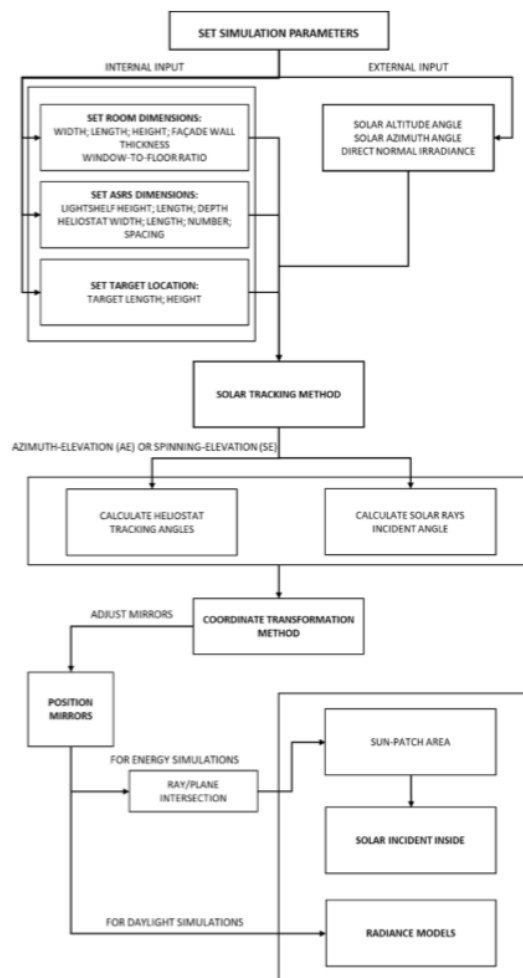 SET SIMULATION PARAMETERS
INTERNAL INPUT
EXTERNAL INPUT
SET ROOM DIMENSIONS:
WIDTH; LENGTH; HEIGHT; FAÇADE WALL
THICKNESS
WINDOW-TO-FLOOR RATIO
SOLAR ALTITUDE ANGLE
SOLAR AZIMUTH ANGLE
DIRECT NORMAL IRRADIANCE
SET ASRS DIMENSIONS:
LIGHTSHELF HEIGHT; LENGTH; DEPTH
HELIOSTAT WIDTH; LENGTH; NUMBER;
SPACING
SET TARGET LOCATION:
TARGET LENGTH; HEIGHT
SOLAR TRACKING METHOD
AZIMUTH-ELEVATION (AE) OR SPINNING-ELEVATION (SE)
CALCULATE HELIOSTAT
TRACKING ANGLES
CALCULATE SOLAR RAYS
INCIDENT ANGLE
ADJUST MIRRORS
COORDINATE TRANSFORMATION
METHOD
POSITION
MIRRORS
FOR ENERGY SIMULATIONS
RAY/PLANE
INTERSECTION
SUN-PATCH AREA
SOLAR INCIDENT INSIDE
FOR DAYLIGHT SIMULATIONS
RADIANCE MODELS